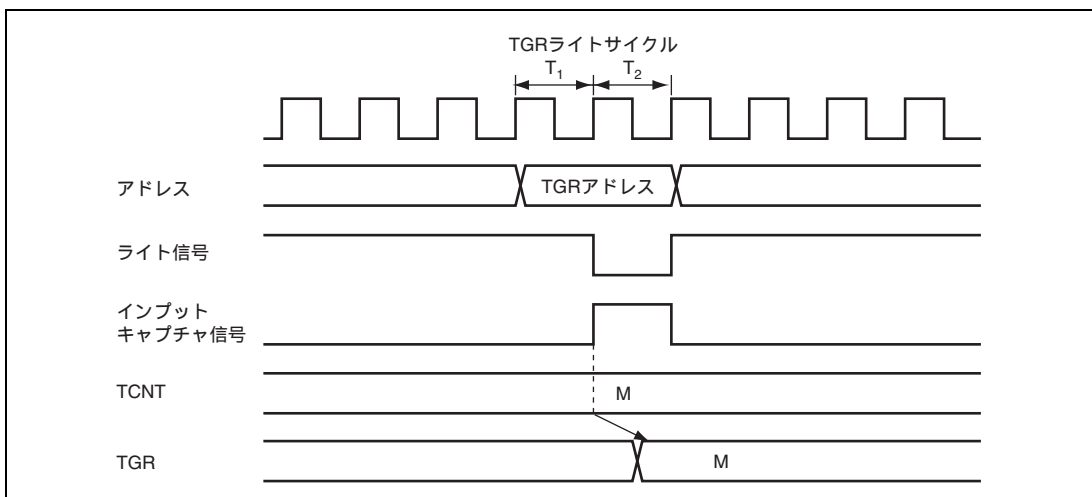 TGRライトサイクル
T1 T2
アドレス
TGRアドレス
ライト信号
インプット
キャプチャ信号
TCNT
M
TGR
M